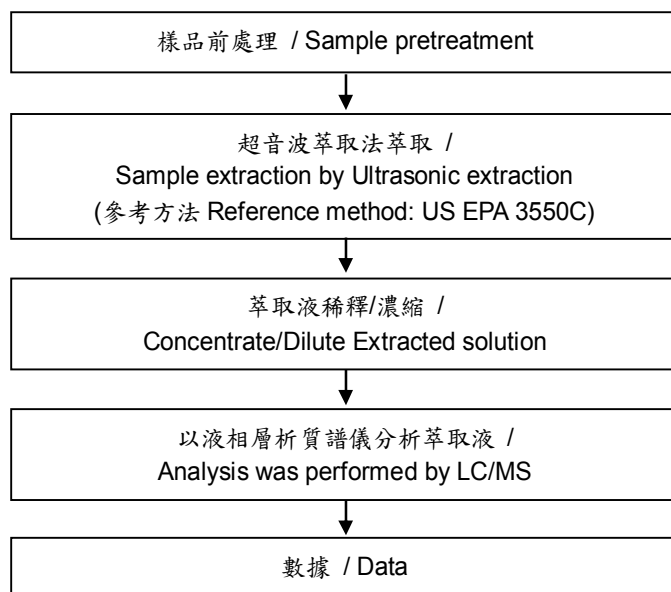 樣品前處理 / Sample pretreatment
超音波萃取法萃取 /
Sample extraction by Ultrasonic extraction
(參考方法 Reference method: US EPA 3550C)
萃取液稀釋/濃縮 /
Concentrate/Dilute Extracted solution
以液相層析質譜儀分析萃取液 /
Analysis was performed by LC/MS
數據 / Data